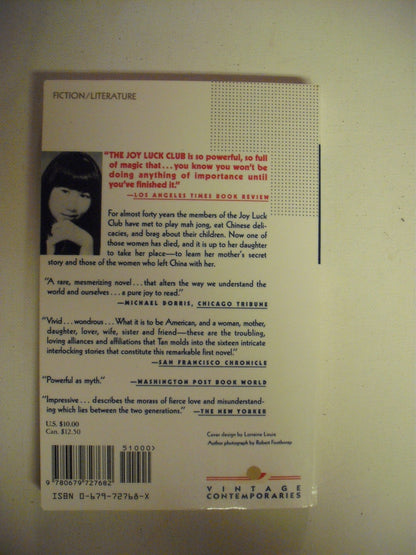 FICTION/LITERATURE
"THE JOY LUCK CLUB is so powerful, so full
of magic that... you know you won't be
doing anything of importance until
you've finished it."
—LOS ANGELES TIMES BOOK REVIEW
For almost forty years the members of the Joy Luck
Club have met to play mah jong, eat Chinese deli-
cacies, and brag about their children. Now one of
those women has died, and it is up to her daughter
to take her place—to learn her mother's secret
story and those of the women who left China with her.
"A rare, mesmerizing novel... that alters the way we understand the
world and ourselves... a pure joy to read."
—MICHAEL DORRIS, CHICAGO TRIBUNE
"Vivid... wondrous... What it is to be American, and a woman, mother,
daughter, lover, wife, sister and friend—these are the troubling,
loving alliances and affiliations that Tan molds into the sixteen intricate
interlocking stories that constitute this remarkable first novel."
—SAN FRANCISCO CHRONICLE
"Powerful as myth." —WASHINGTON POST BOOK WORLD
"Impressive... describes the morass of fierce love and misunderstand-
ing which lies between the two generations." —THE NEW YORKER
U.S. $10.00
Can. $12.50
Cover design by Lorraine Louie
Author photograph by Robert Foothorap
51000
9 780679 727682
ISBN 0-679-72768-X
VINTAGE
CONTEMPORARIES